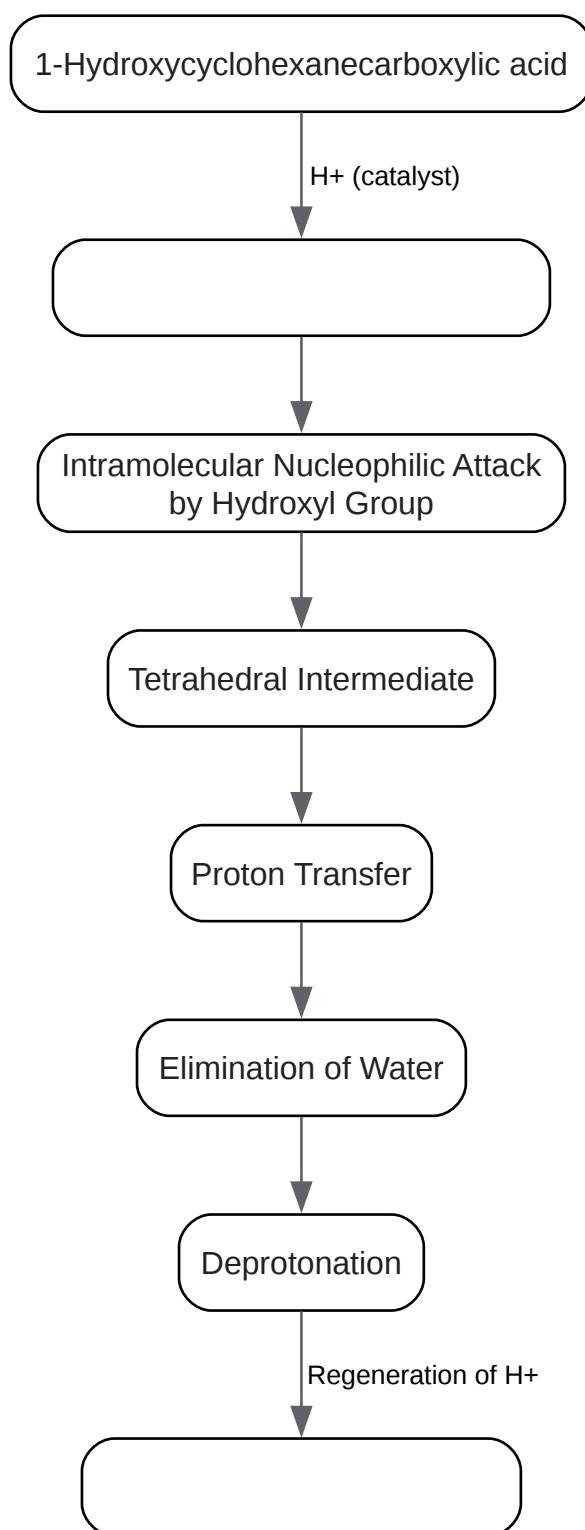 1-Hydroxycyclohexanecarboxylic acid
H+ (catalyst)
Intramolecular Nucleophilic Attack
by Hydroxyl Group
Tetrahedral Intermediate
Proton Transfer
Elimination of Water
Deprotonation
Regeneration of H+